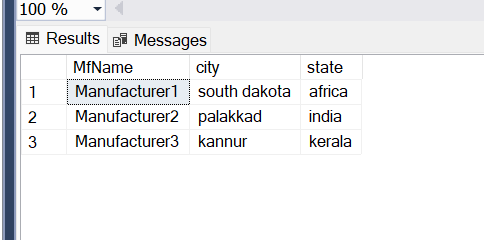 100 %
Results Messages
MfName city state
1 Manufacturer1 south dakota africa
2 Manufacturer2 palakkad india
3 Manufacturer3 kannur kerala